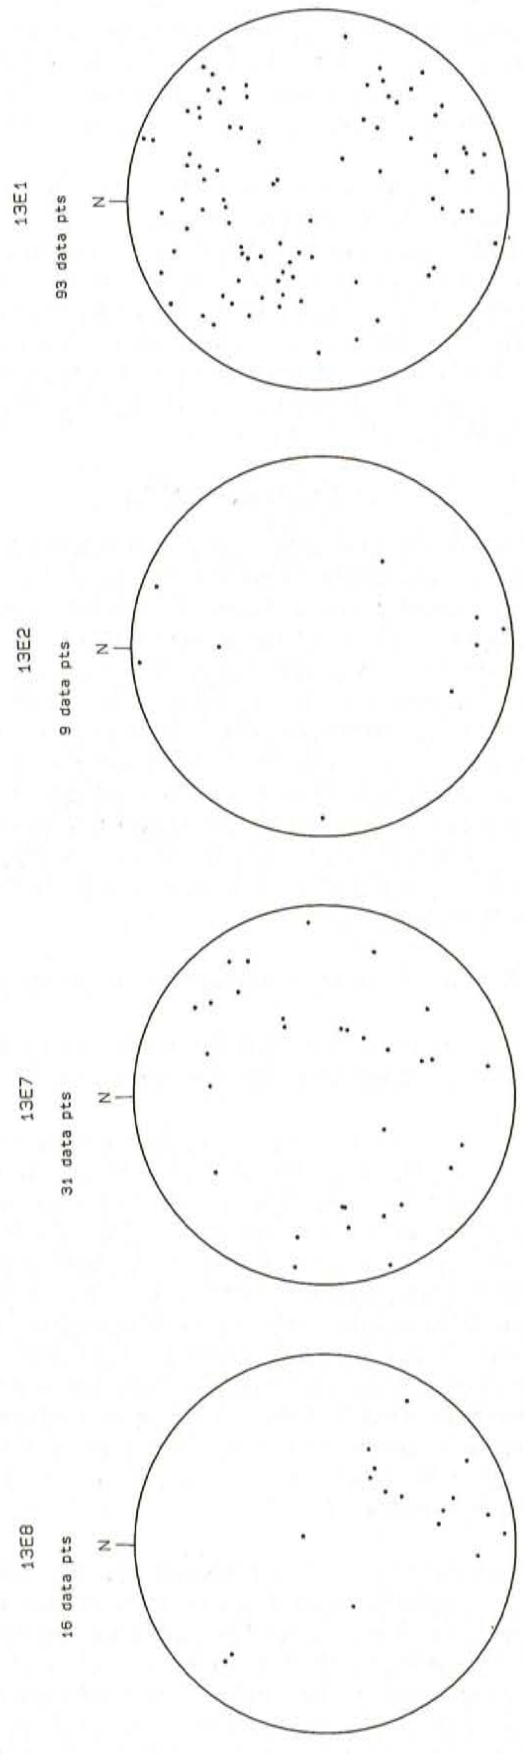 13E1
93 data pts
N
13E2
9 data pts
N
13E7
31 data pts
N
13E8
16 data pts
N